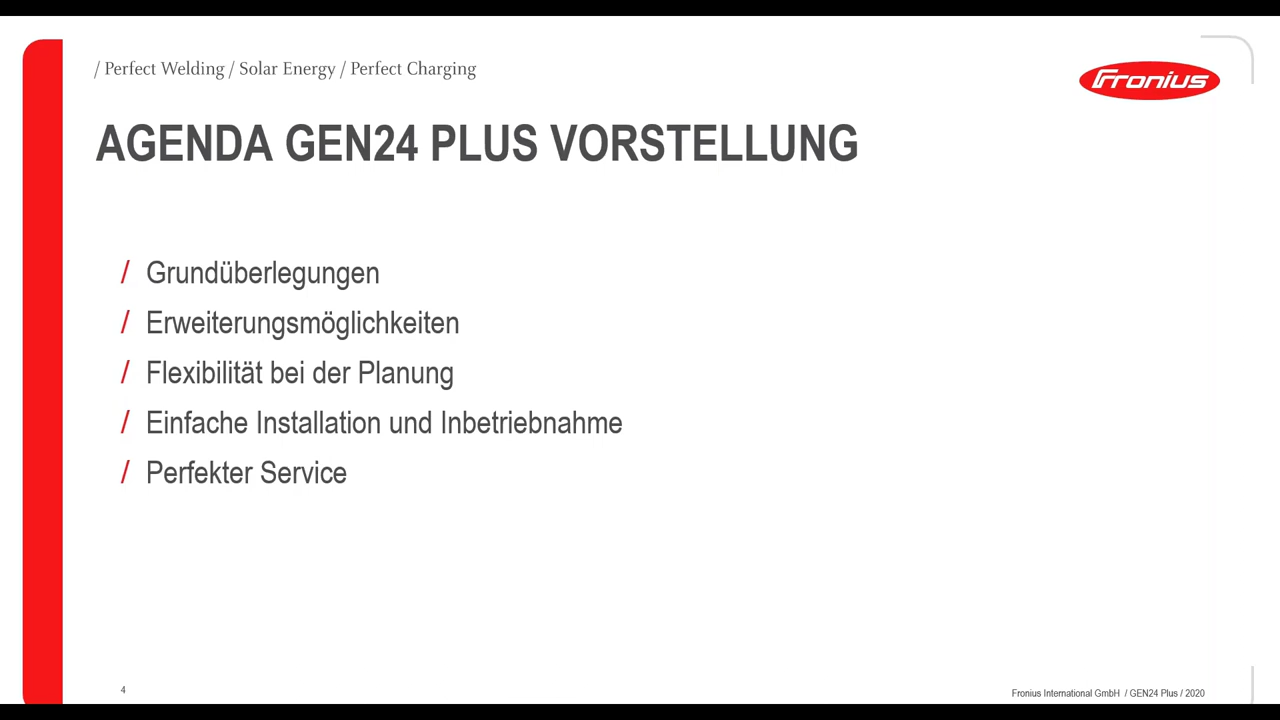 / Perfect Welding / Solar Energy / Perfect Charging
Fronius
AGENDA GEN24 PLUS VORSTELLUNG
/ Grundüberlegungen
/ Erweiterungsmöglichkeiten
/ Flexibilität bei der Planung
/ Einfache Installation und Inbetriebnahme
/ Perfekter Service
4
Fronius International GmbH / GEN24 Plus / 2020